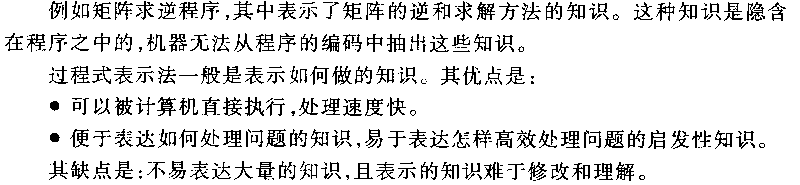 例如矩阵求逆程序,其中表示了矩阵的逆和求解方法的知识。这种知识是隐含
在程序之中的,机器无法从程序的编码中抽出这些知识。
过程式表示法一般是表示如何做的知识。其优点是:
● 可以被计算机直接执行,处理速度快。
● 便于表达如何处理问题的知识,易于表达怎样高效处理问题的启发性知识。
其缺点是:不易表达大量的知识,且表示的知识难于修改和理解。